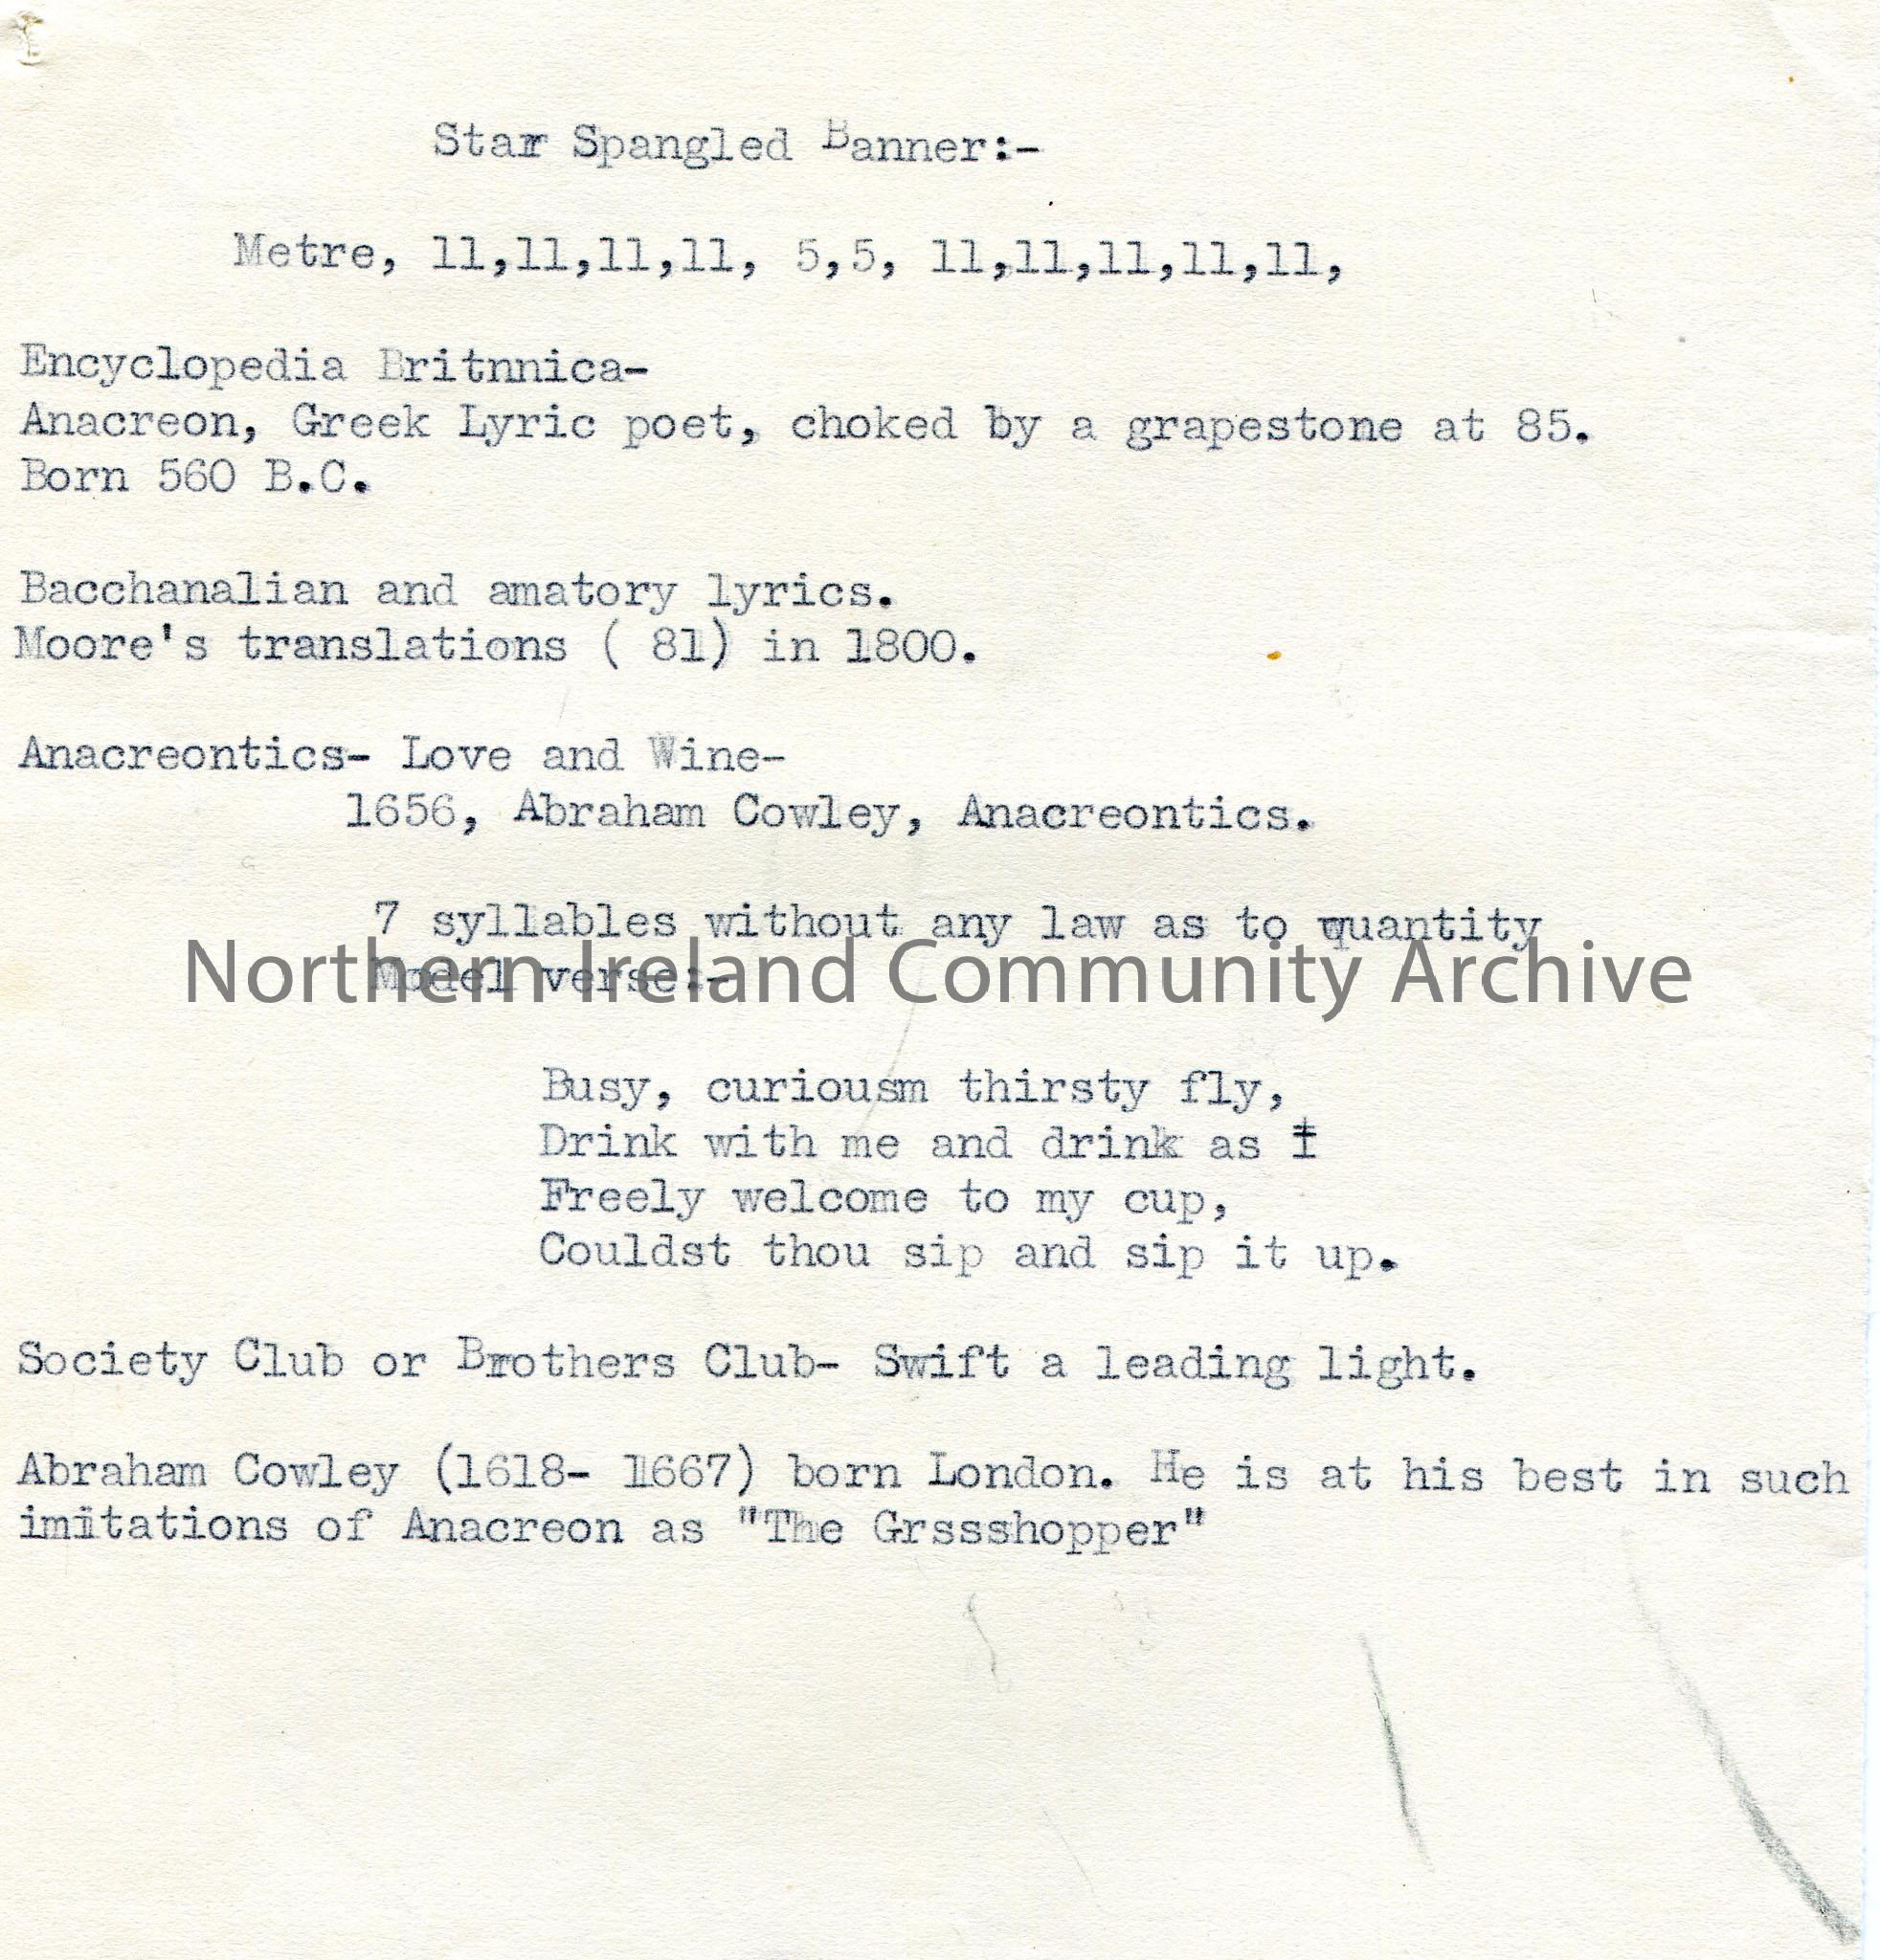 Star Spangled Banner:-
Metre, 11,11,11,11, 5,5, 11,11,11,11,11,
Encyclopedia Britnnica-
Anacreon, Greek Lyric poet, choked by a grapestone at 85.
Born 560 B.C.
Bacchanalian and amatory lyrics.
Moore's translations ( 81) in 1800.
Anacreontics- Love and Wine-
1656, Abraham Cowley, Anacreontics.
7 syllables without any law as to quantity
Northern Ireland Community Archive
Model verse:-
Busy, curiousm thirsty fly,
Drink with me and drink as I
Freely welcome to my cup,
Couldst thou sip and sip it up.
Society Club or Brothers Club- Swift a leading light.
Abraham Cowley (1618- 1667) born London. He is at his best in such
imitations of Anacreon as "The Grssshopper"